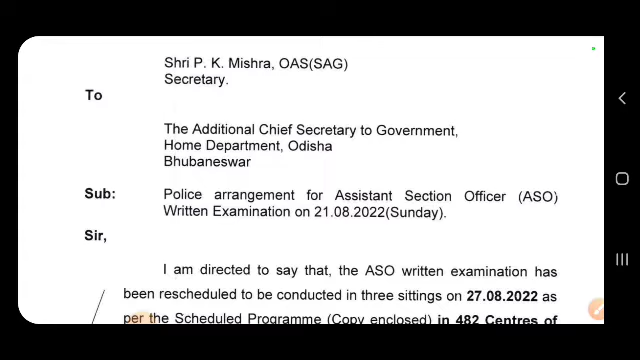 Shri P. K. Mishra, OAS(SAG)
Secretary.
To
The Additional Chief Secretary to Government,
Home Department, Odisha
Bhubaneswar
Sub: Police arrangement for Assistant Section Officer (ASO)
Written Examination on 21.08.2022(Sunday).
Sir,
I am directed to say that, the ASO written examination has
been rescheduled to be conducted in three sittings on 27.08.2022 as
per the Scheduled Programme (Copy enclosed) in 482 Centres of